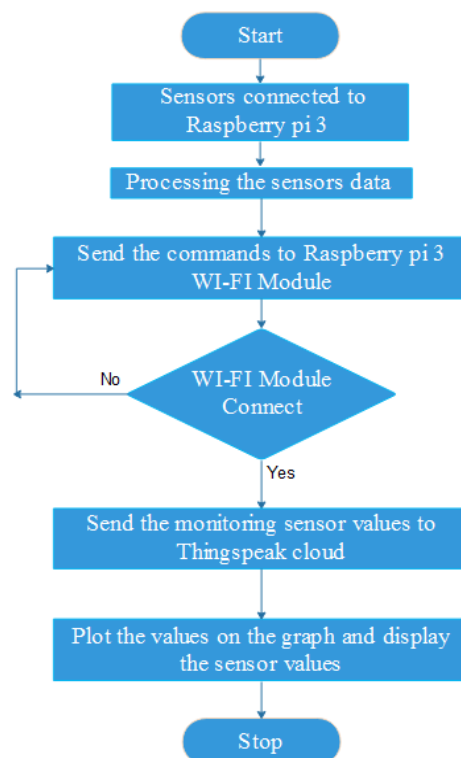 Start
Sensors connected to
Raspberry pi 3
Processing the sensors data
Send the commands to Raspberry pi 3
WI-FI Module
No
WI-FI Module
Connect
Yes
Send the monitoring sensor values to
Thingspeak cloud
Plot the values on the graph and display
the sensor values
Stop